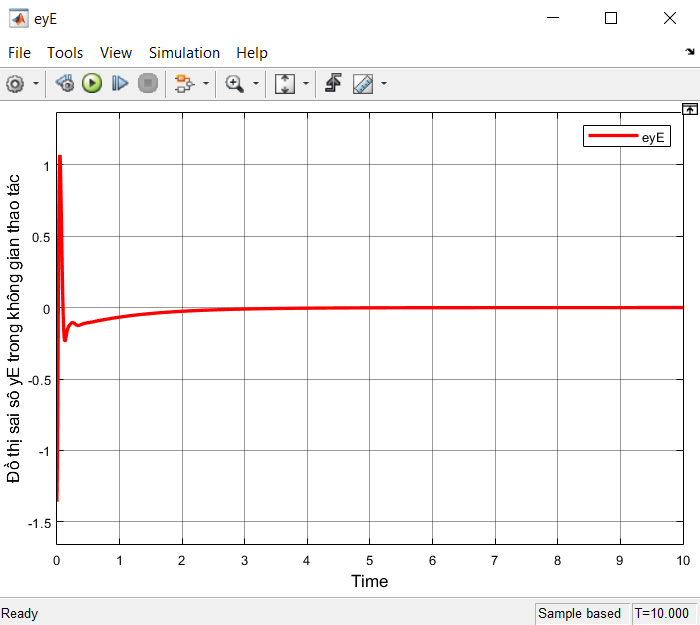 eyE
File Tools View Simulation Help
eyE
Đồ thị sai số yE trong không gian thao tác
1
0.5
0
-0.5
-1
-1.5
0 1 2 3 4 5 6 7 8 9 10
Time
Ready Sample based T=10.000